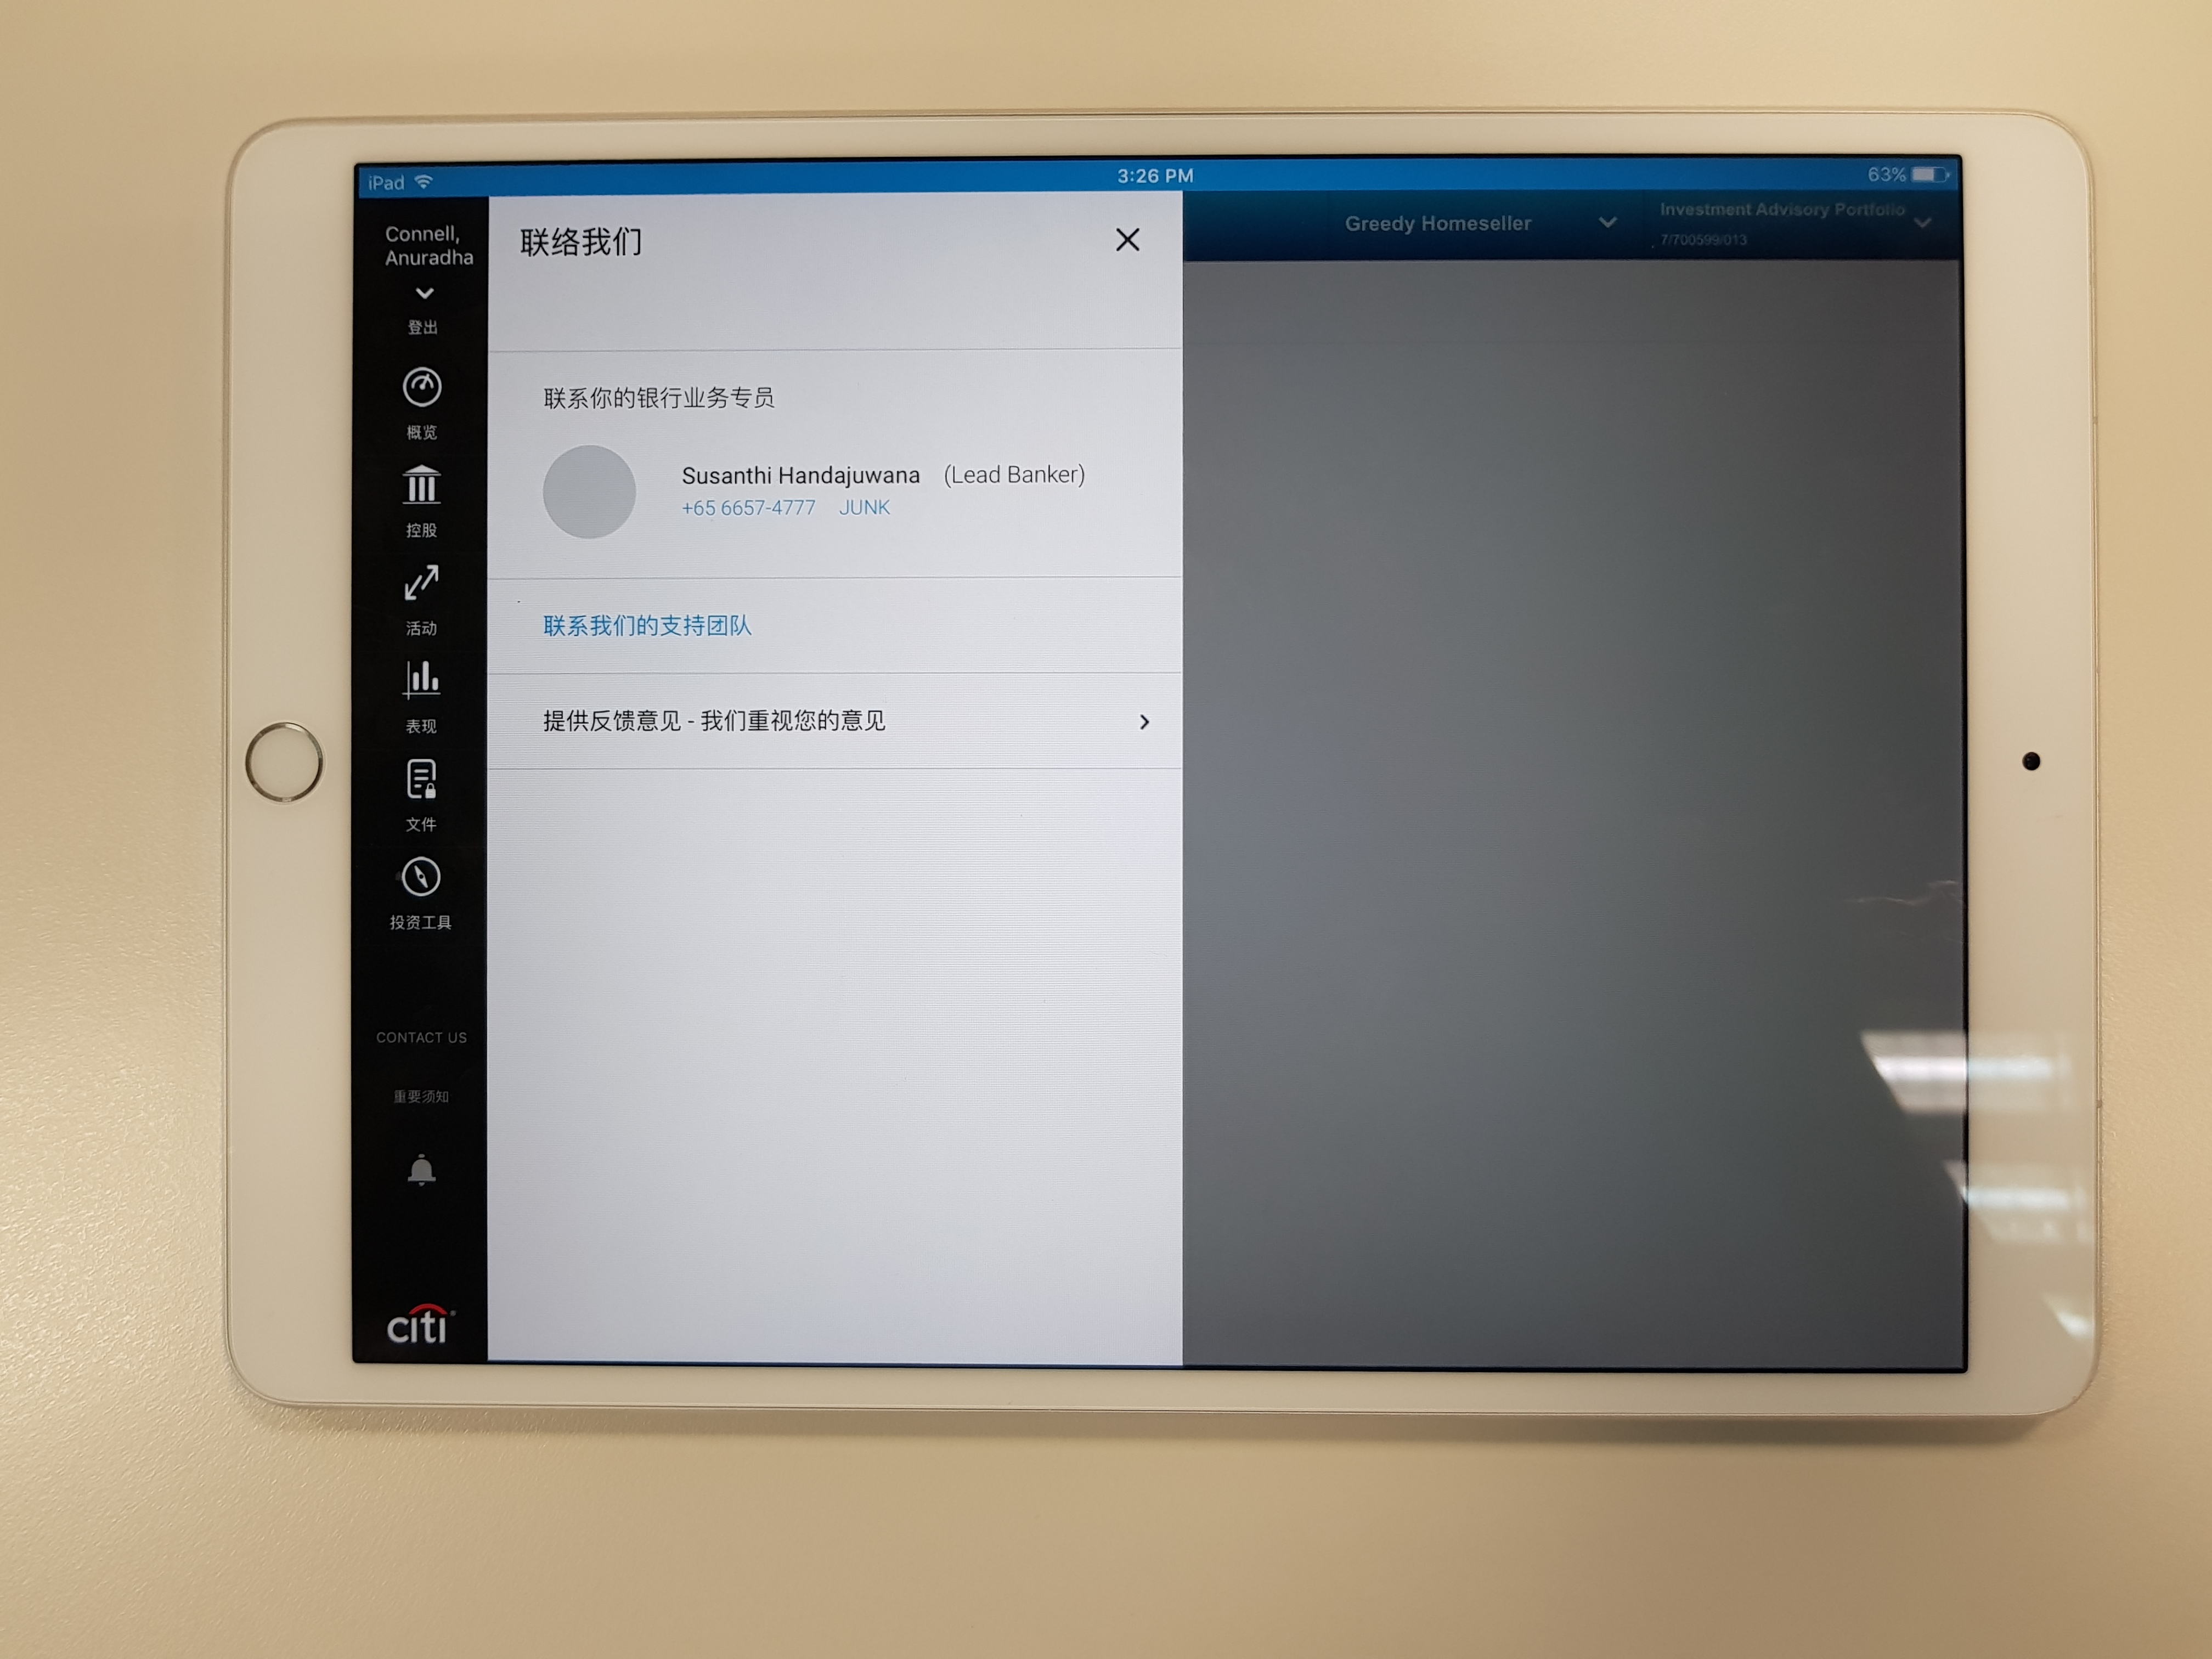 iPad
3:26 PM
63%
Connell,
Anuradha
登出
概览
控股
活动
表现
文件
投资工具
CONTACT US
重要须知
citi
联络我们
联系你的银行业务专员
Susanthi Handajuwana (Lead Banker)
+65 6657-4777 JUNK
联系我们的支持团队
提供反馈意见 - 我们重视您的意见
Greedy Homeseller
Investment Advisory Portfolio
7/700599/013